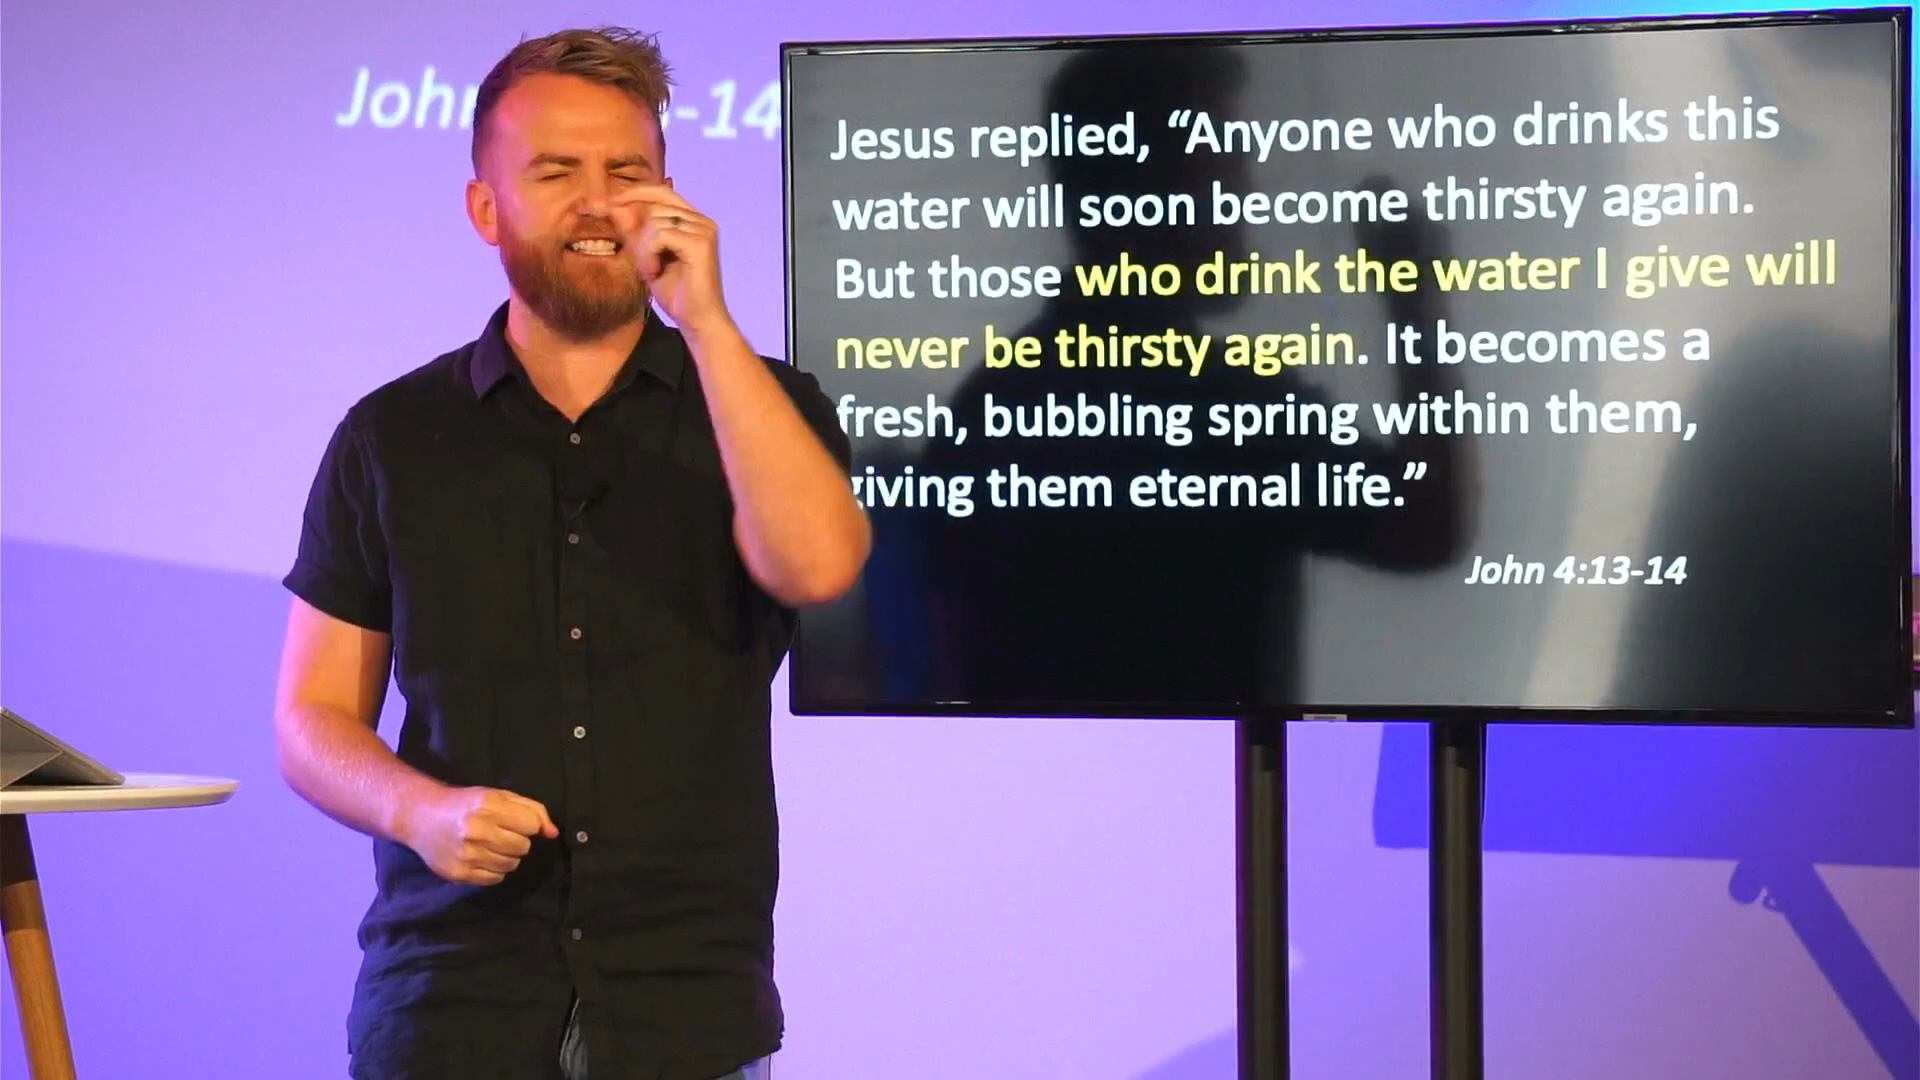 Jesus replied, “Anyone who drinks this
water will soon become thirsty again.
But those who drink the water I give will
never be thirsty again. It becomes a
fresh, bubbling spring within them,
giving them eternal life.”
John 4:13-14
John -14